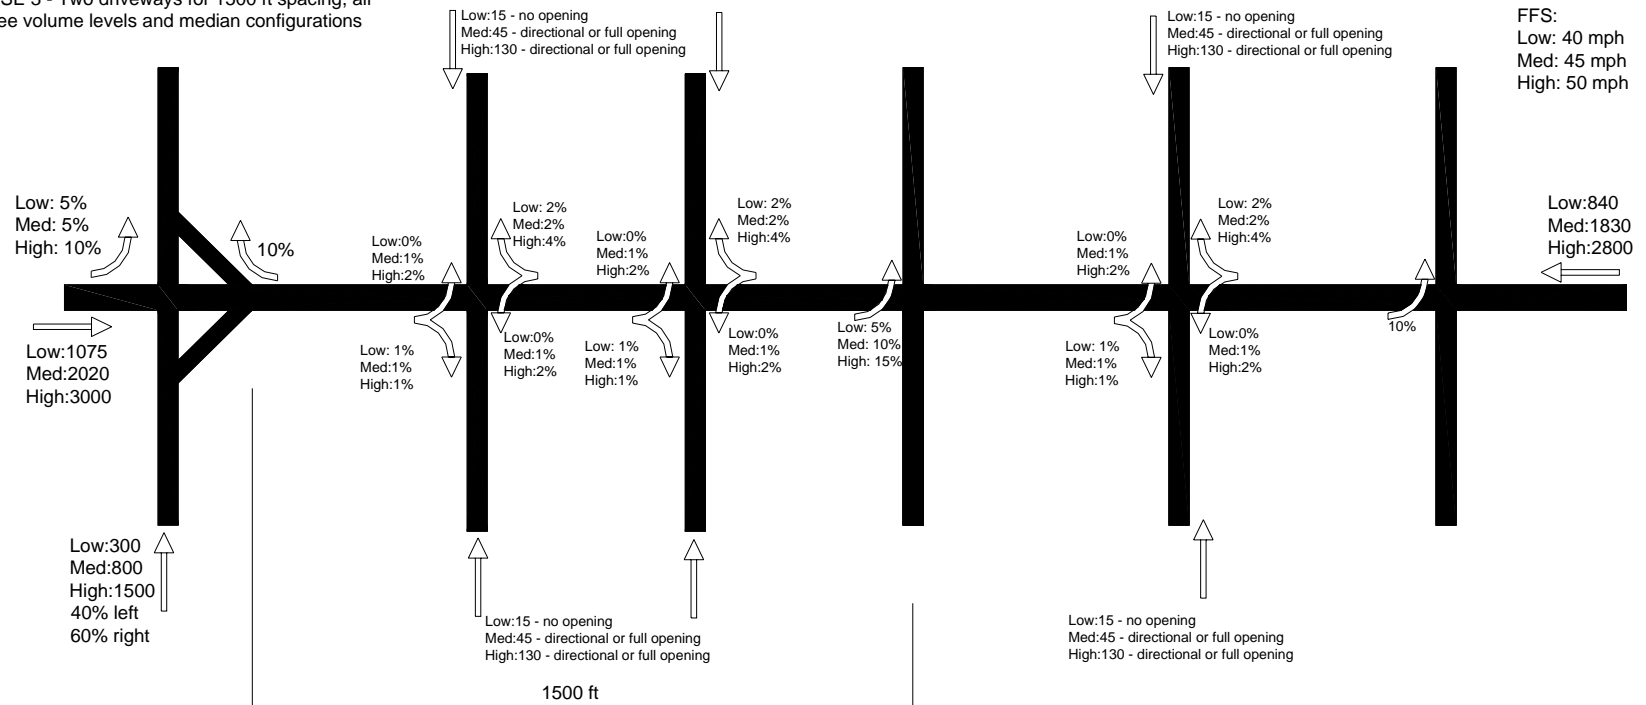 SE 5 - Two driveways for 1500 ft spacing, all
ee volume levels and median configurations
Low:15 - no opening
Med:45 - directional or full opening
High:130 - directional or full opening
Low:15 - no opening
Med:45 - directional or full opening
High:130 - directional or full opening
FFS:
Low: 40 mph
Med: 45 mph
High: 50 mph
Low: 5%
Med: 5%
High: 10%
10%
Low:0%
Med:1%
High:2%
Low: 2%
Med:2%
High:4%
Low:0%
Med:1%
High:2%
Low: 2%
Med:2%
High:4%
Low:0%
Med:1%
High:2%
Low: 2%
Med:2%
High:4%
Low:840
Med:1830
High:2800
Low:1075
Med:2020
High:3000
Low: 1%
Med:1%
High:1%
Low:0%
Med:1%
High:2%
Low: 1%
Med:1%
High:1%
Low:0%
Med:1%
High:2%
Low: 5%
Med: 10%
High: 15%
Low: 1%
Med:1%
High:1%
Low:0%
Med:1%
High:2%
10%
Low:300
Med:800
High:1500
40% left
60% right
Low:15 - no opening
Med:45 - directional or full opening
High:130 - directional or full opening
Low:15 - no opening
Med:45 - directional or full opening
High:130 - directional or full opening
1500 ft